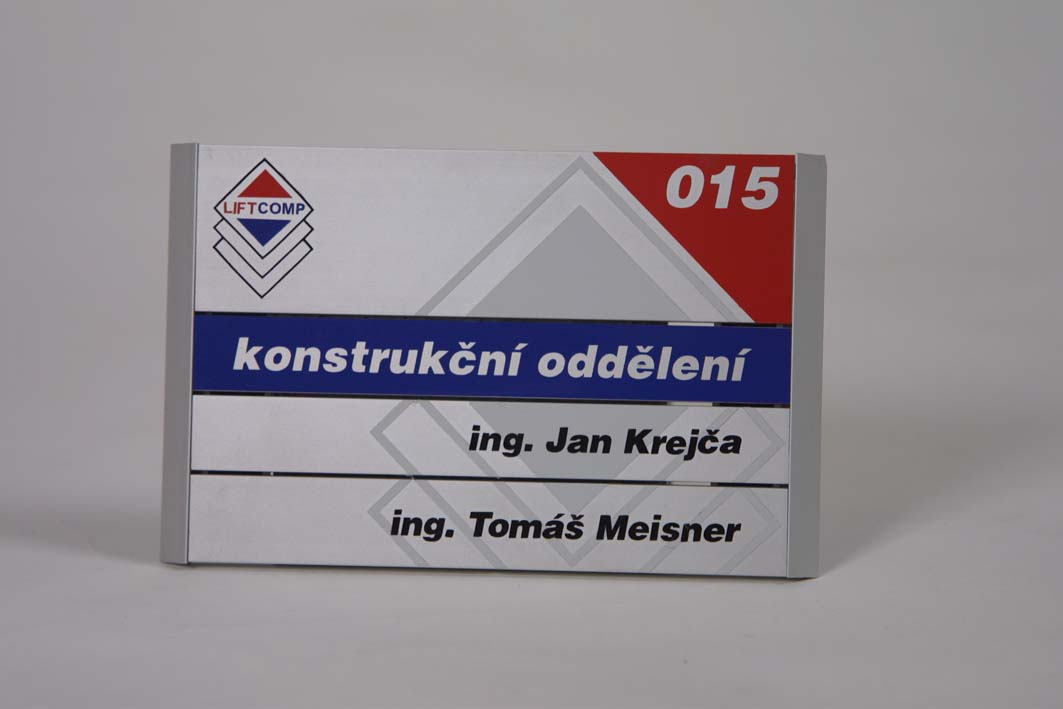 LIFTCOMP
015
konstrukční oddělení
ing. Jan Krejča
ing. Tomáš Meisner